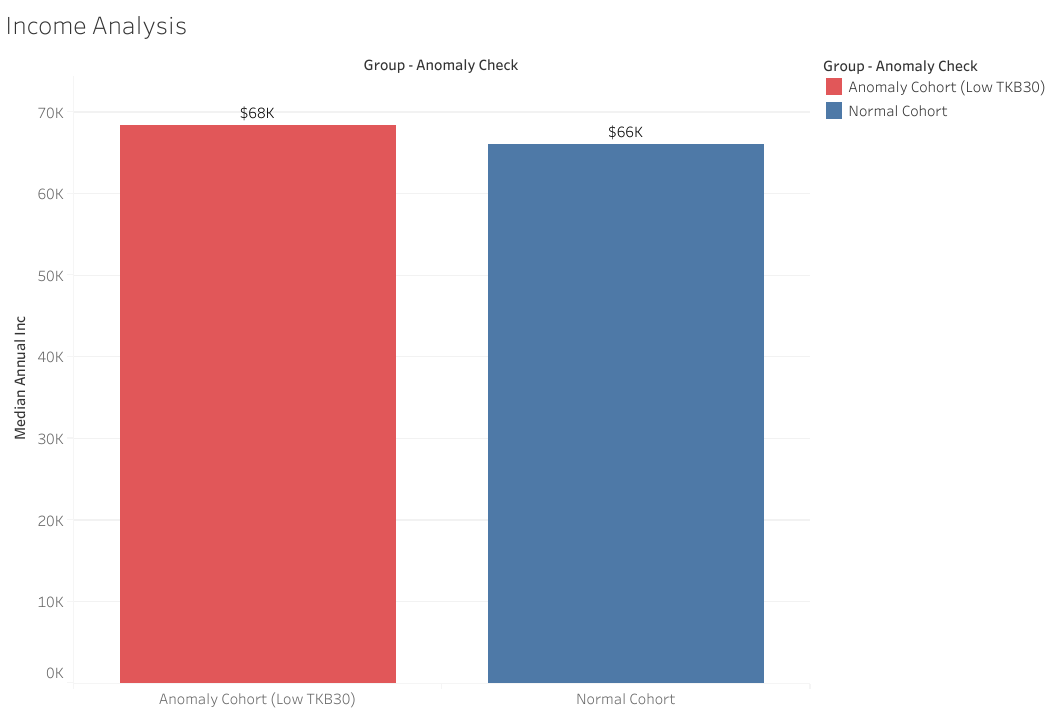 Income Analysis
Group - Anomaly Check
Group - Anomaly Check
Anomaly Cohort (Low TKB30)
Normal Cohort
70K
60K
50K
40K
30K
20K
10K
0K
Median Annual Inc
$68K
$66K
Anomaly Cohort (Low TKB30)
Normal Cohort